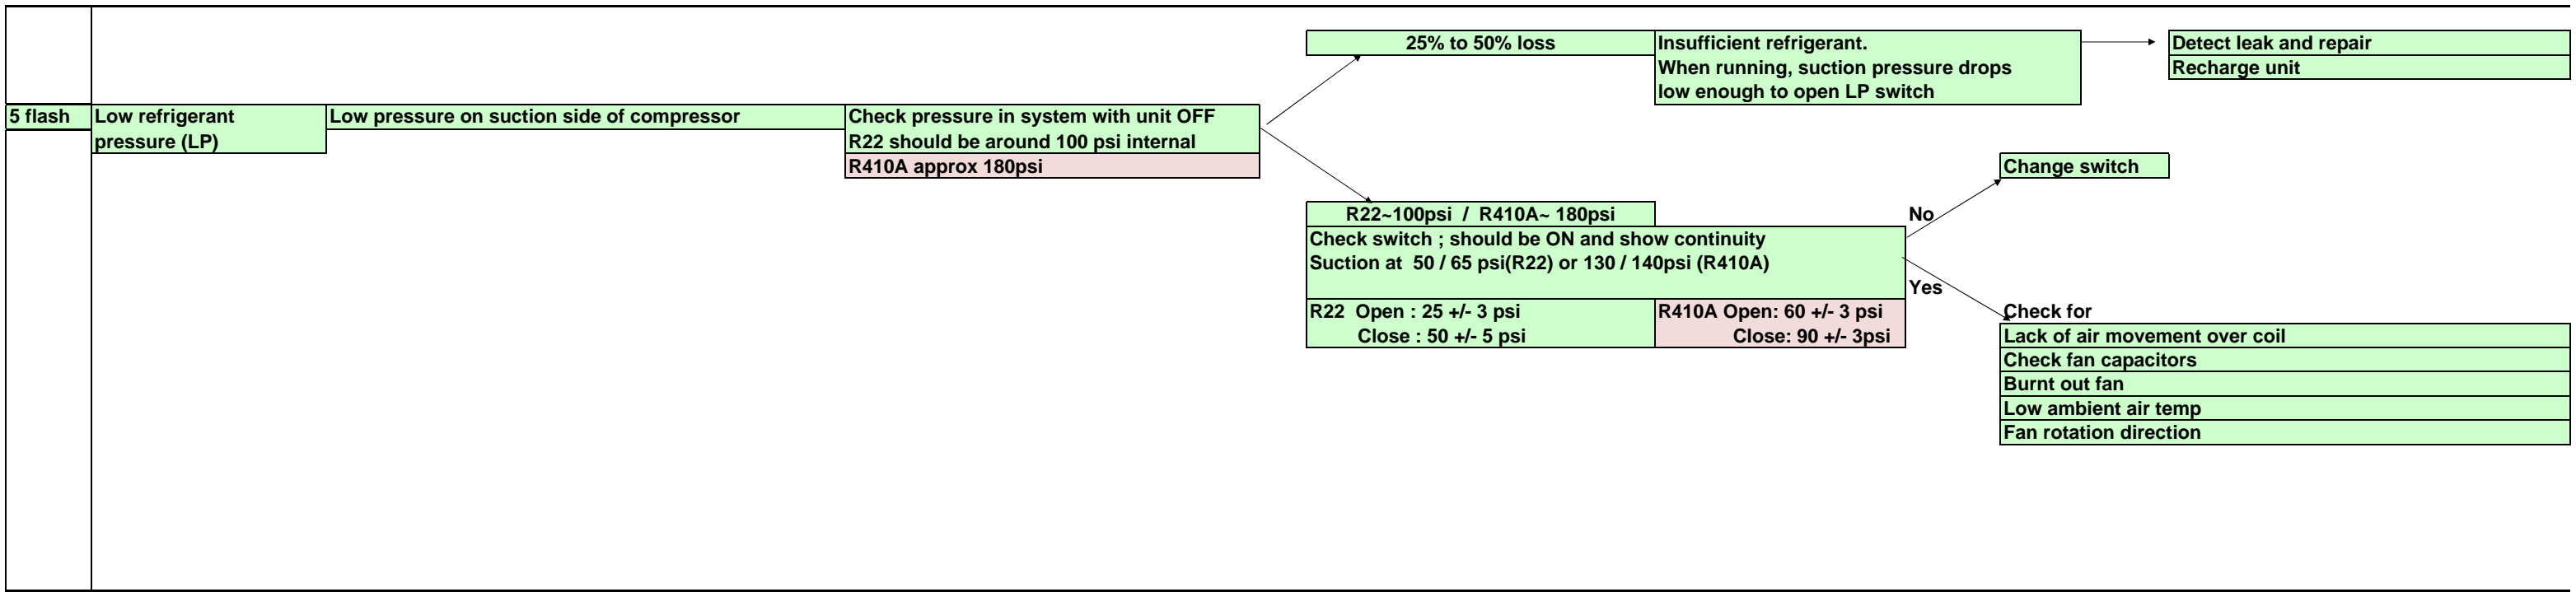 25% to 50% loss
Insufficient refrigerant.
When running, suction pressure drops
low enough to open LP switch
Detect leak and repair
Recharge unit
5 flash
Low refrigerant
pressure (LP)
Low pressure on suction side of compressor
Check pressure in system with unit OFF
R22 should be around 100 psi internal
R410A approx 180psi
Change switch
R22~100psi / R410A~ 180psi
No
Check switch ; should be ON and show continuity
Suction at 50 / 65 psi(R22) or 130 / 140psi (R410A)
Yes
R22 Open : 25 +/- 3 psi
Close : 50 +/- 5 psi
R410A Open: 60 +/- 3 psi
Close: 90 +/- 3psi
Check for
Lack of air movement over coil
Check fan capacitors
Burnt out fan
Low ambient air temp
Fan rotation direction